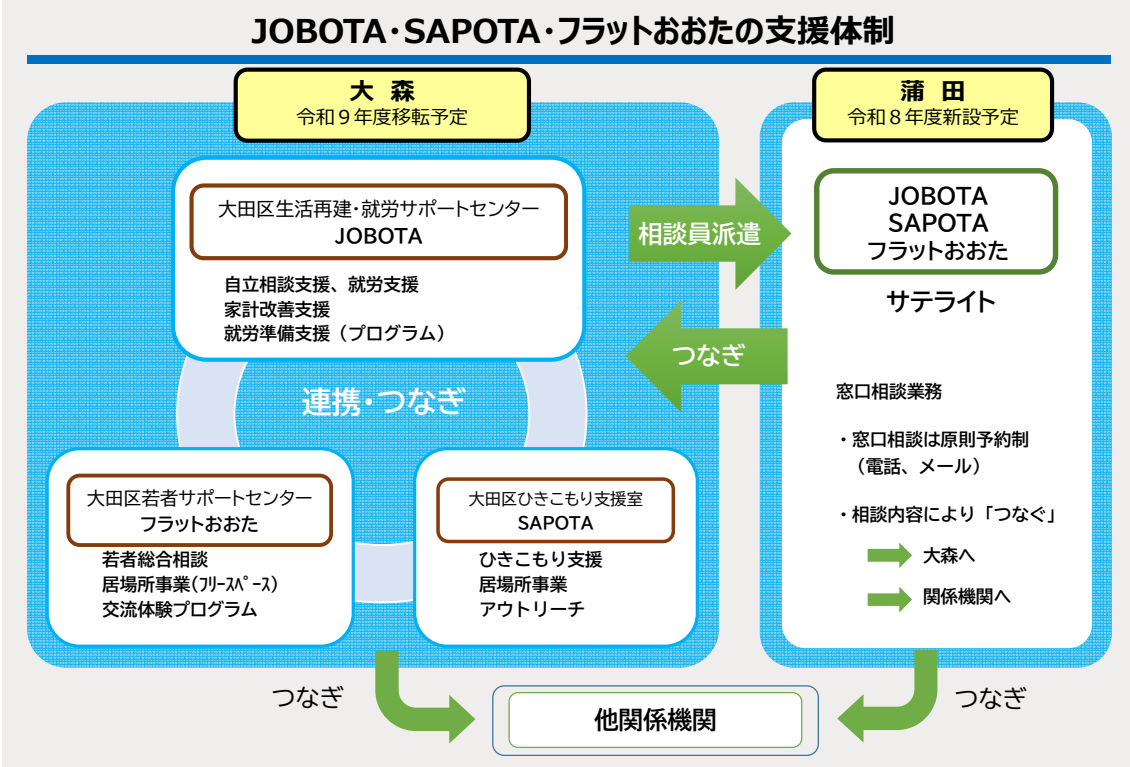 JOBOTA・SAPOTA・フラットおおたの支援体制
大 森
令和９年度移転予定
大田区生活再建・就労サポートセンター
JOBOTA
自立相談支援、就労支援
家計改善支援
就労準備支援（プログラム）
連携・つなぎ
大田区若者サポートセンター
フラットおおた
若者総合相談
居場所事業(ﾌﾘｰｽﾍﾟｰｽ)
交流体験プログラム
大田区ひきこもり支援室
SAPOTA
ひきこもり支援
居場所事業
アウトリーチ
相談員派遣
つなぎ
蒲 田
令和８年度新設予定
JOBOTA
SAPOTA
フラットおおた
サテライト
窓口相談業務
・窓口相談は原則予約制
（電話、メール）
・相談内容により「つなぐ」
大森へ
関係機関へ
つなぎ
他関係機関
つなぎ